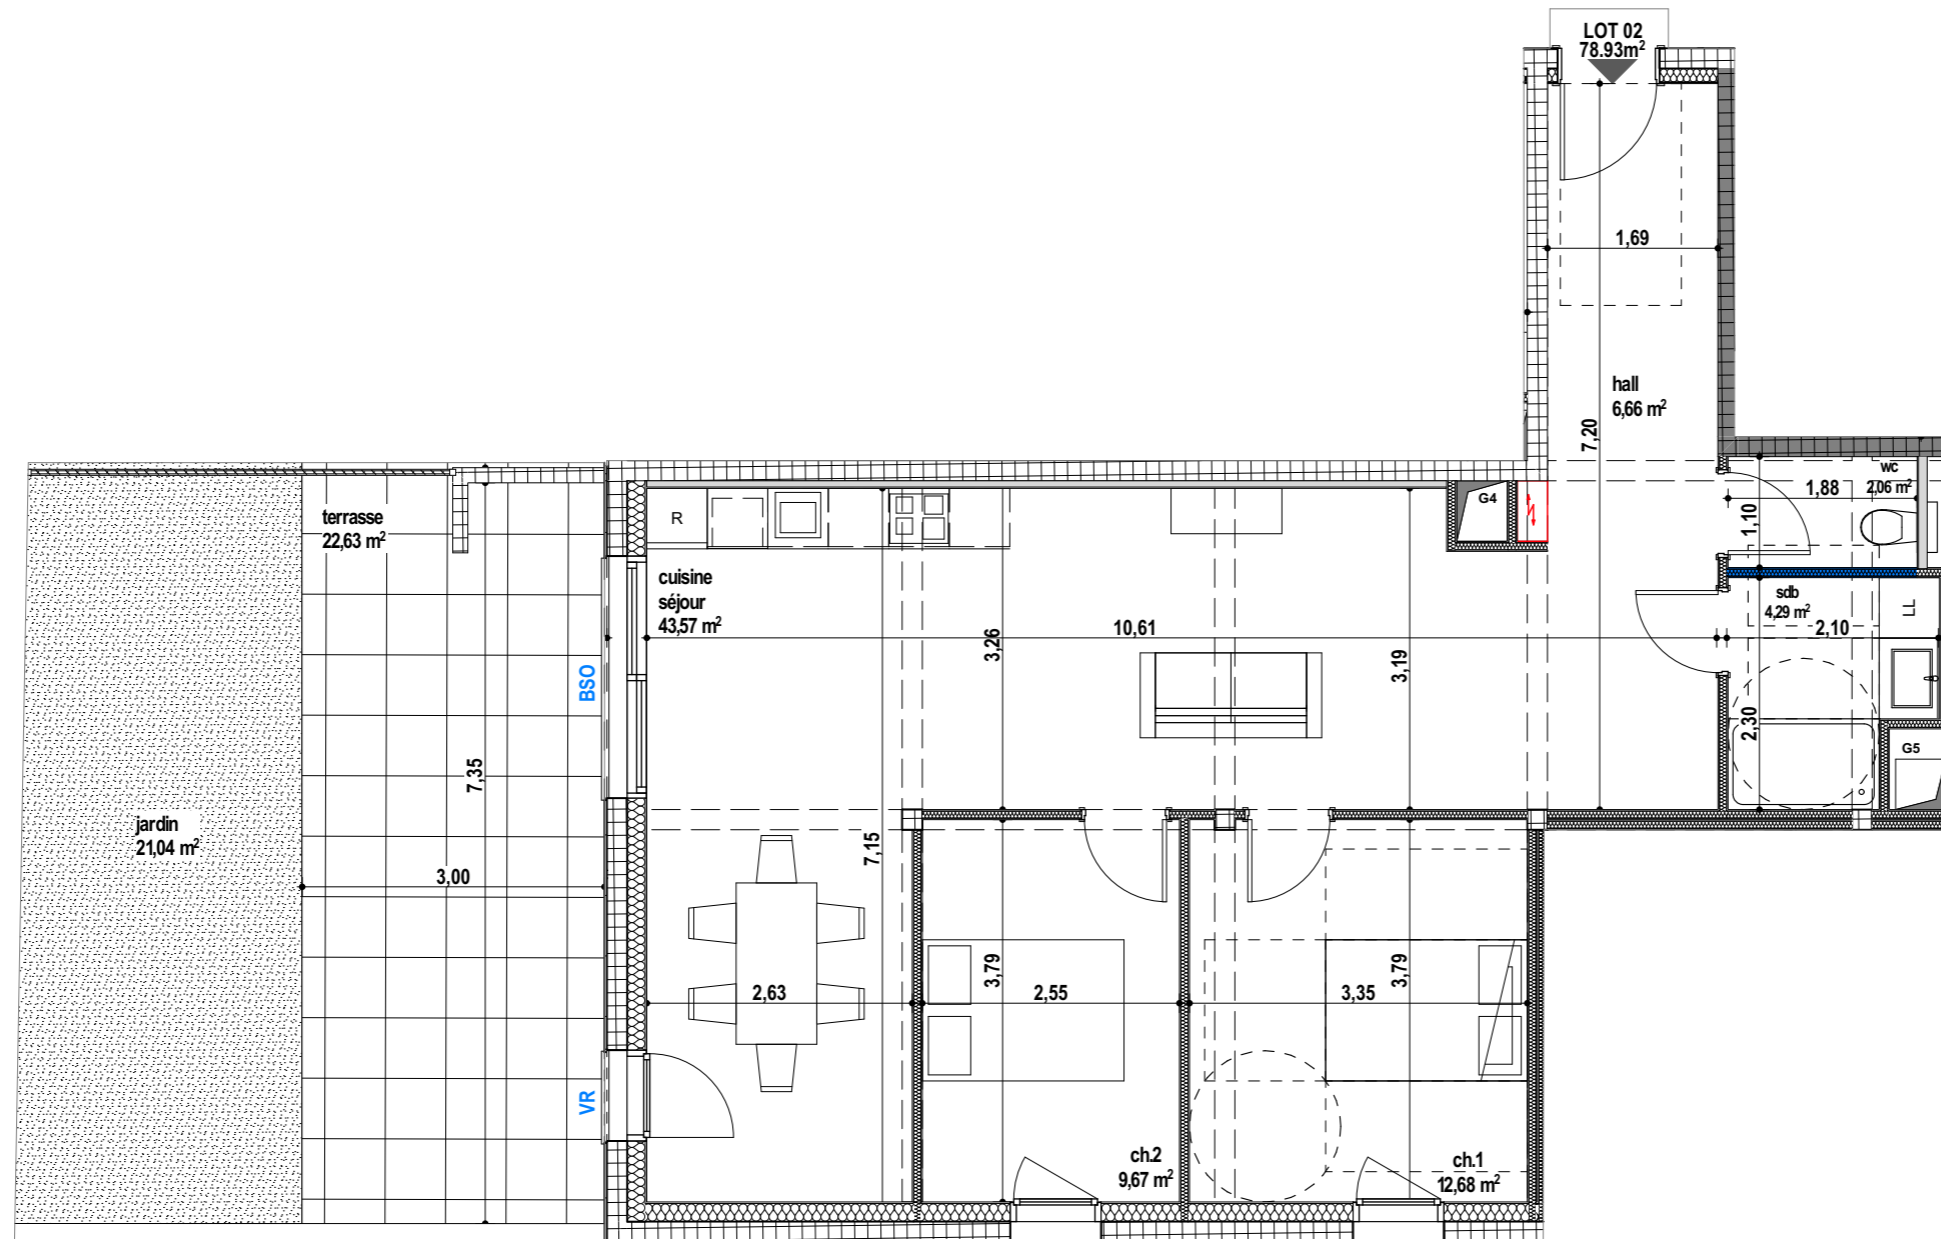 LOT 02
78.93m²
1,69
hall
6,66 m²
7,20
wc
2,06 m²
1,88
1,10
G4
R
terrasse
22,63 m²
cuisine
séjour
43,57 m²
sdb
4,29 m²
LL
10,61
2,10
3,26
3,19
BSO
2,30
G5
7,35
jardin
21,04 m²
7,15
3,00
3,79
3,79
2,63
2,55
3,35
VR
ch.2
9,67 m²
ch.1
12,68 m²